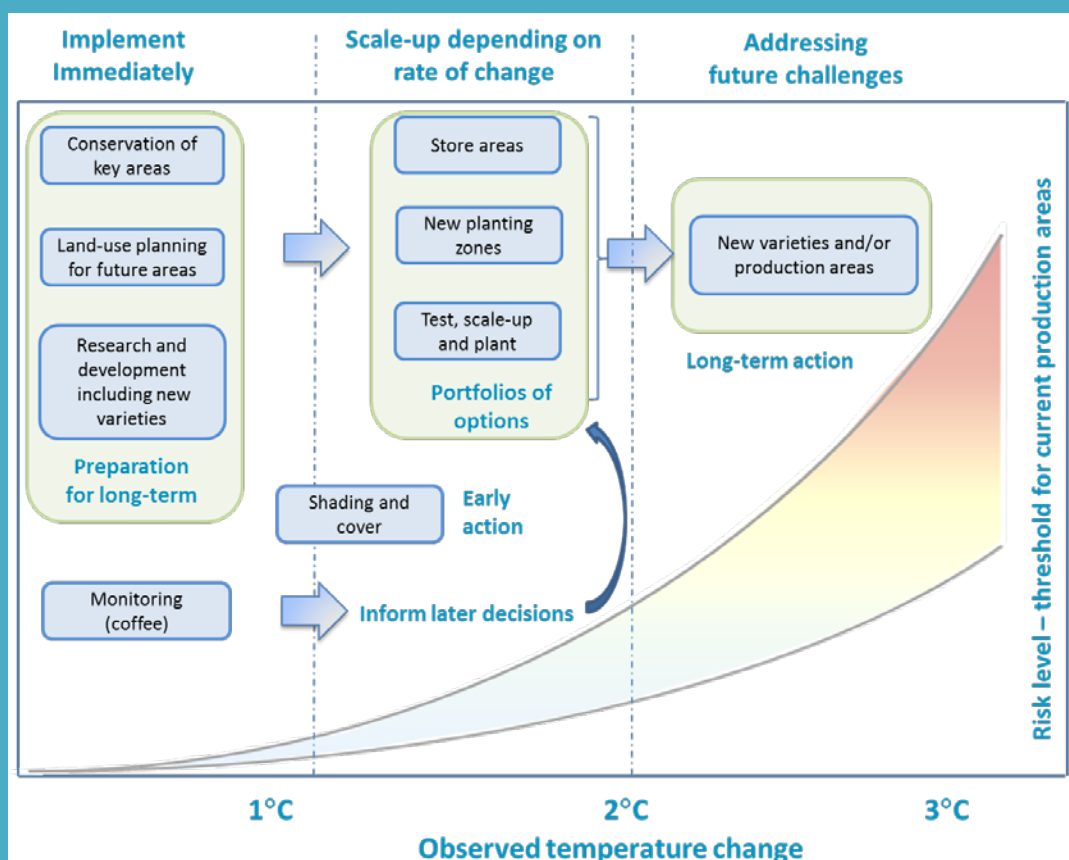 Implement
Immediately
Scale-up depending on
rate of change
Addressing
future challenges
Conservation of
key areas
Land-use planning
for future areas
Research and
development
including new
varieties
Preparation
for long-term
Store areas
New planting
zones
Test, scale-up
and plant
Portfolios of
options
New varieties and/or
production areas
Long-term action
Shading and
cover
Early
action
Monitoring
(coffee)
Inform later decisions
Risk level – threshold for current production areas
1°C
2°C
3°C
Observed temperature change